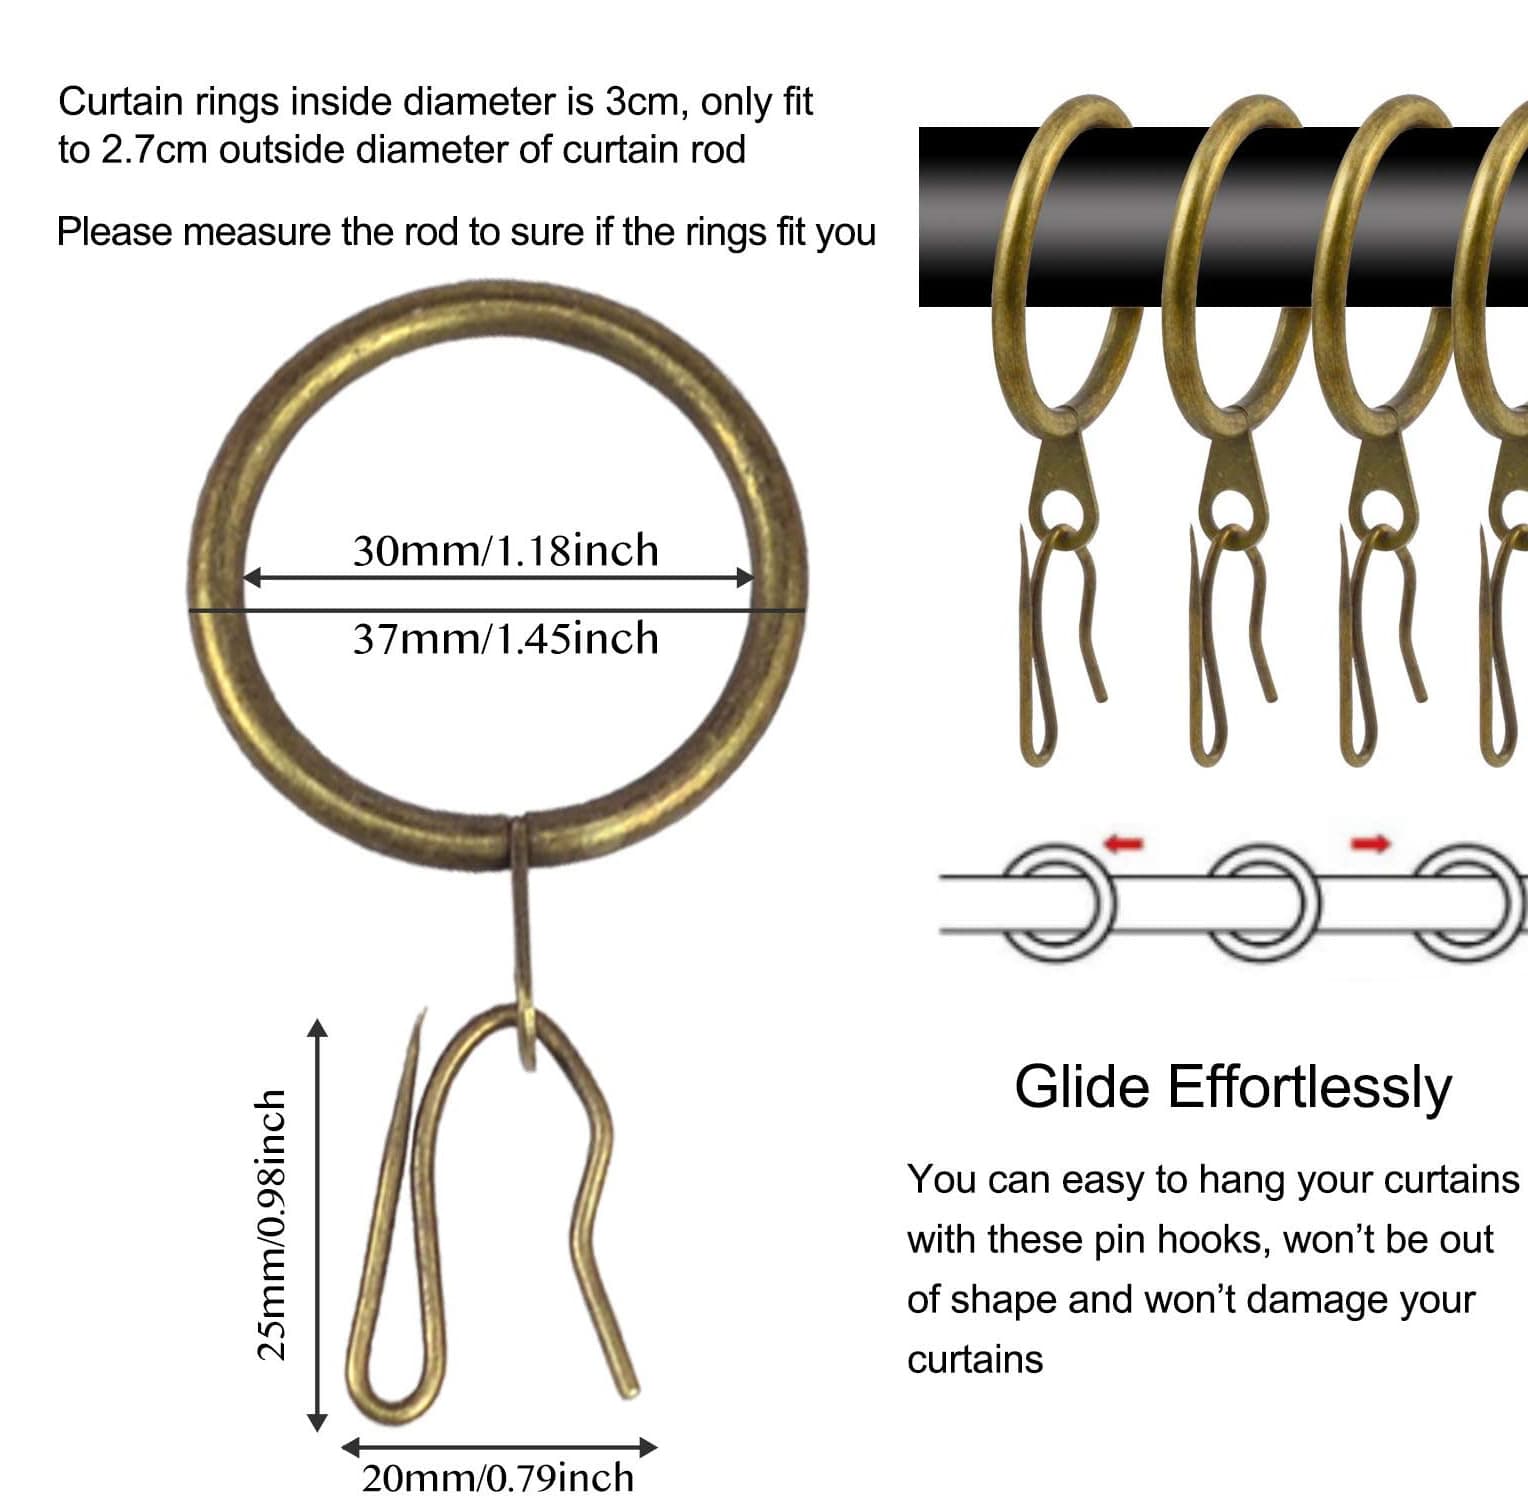 Curtain rings inside diameter is 3cm, only fit
to 2.7cm outside diameter of curtain rod
Please measure the rod to sure if the rings fit you
30mm/1.18inch
37mm/1.45inch
25mm/0.98inch
20mm/0.79inch
Glide Effortlessly
You can easy to hang your curtains
with these pin hooks, won’t be out
of shape and won’t damage your
curtains